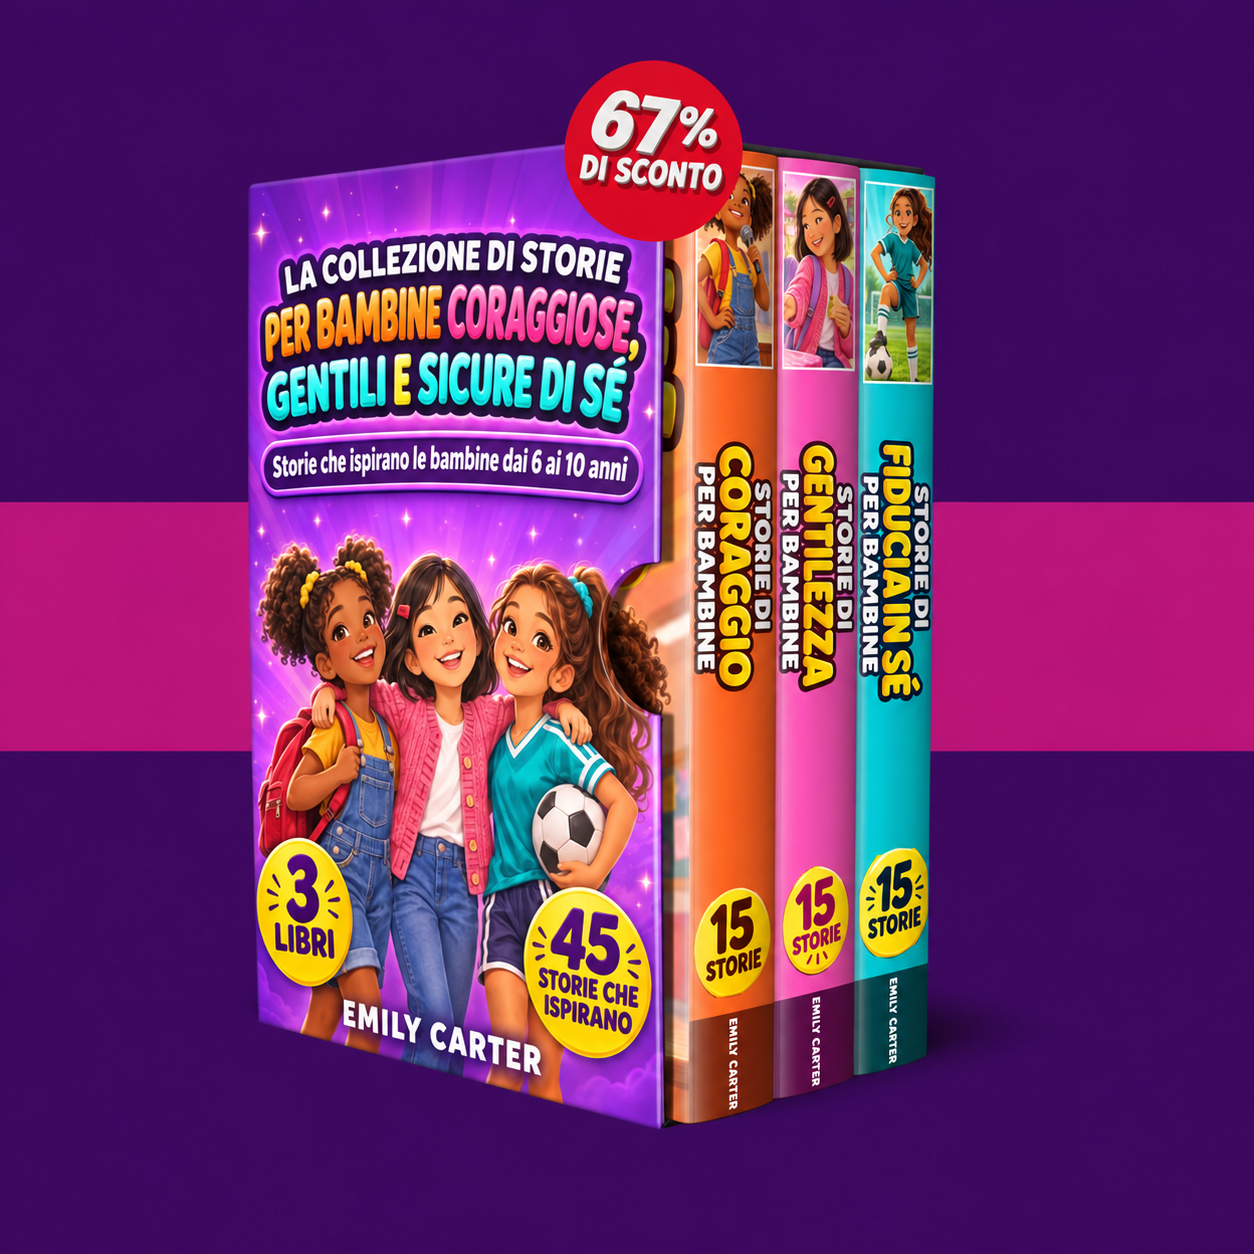 67%
DI SCONTO
LA COLLEZIONE DI STORIE
PER BAMBINE CORAGGIOSE,
GENTILI E SICURE DI SÉ
Storie che ispirano le bambine dai 6 ai 10 anni
3
LIBRI
45
STORIE CHE
ISPIRANO
EMILY CARTER
STORIE DI
CORAGGIO
PER BAMBINE
15
STORIE
EMILY CARTER
STORIE DI
GENTILEZZA
PER BAMBINE
15
STORIE
EMILY CARTER
STORIE DI
FIDUCIA IN SÉ
PER BAMBINE
15
STORIE
EMILY CARTER